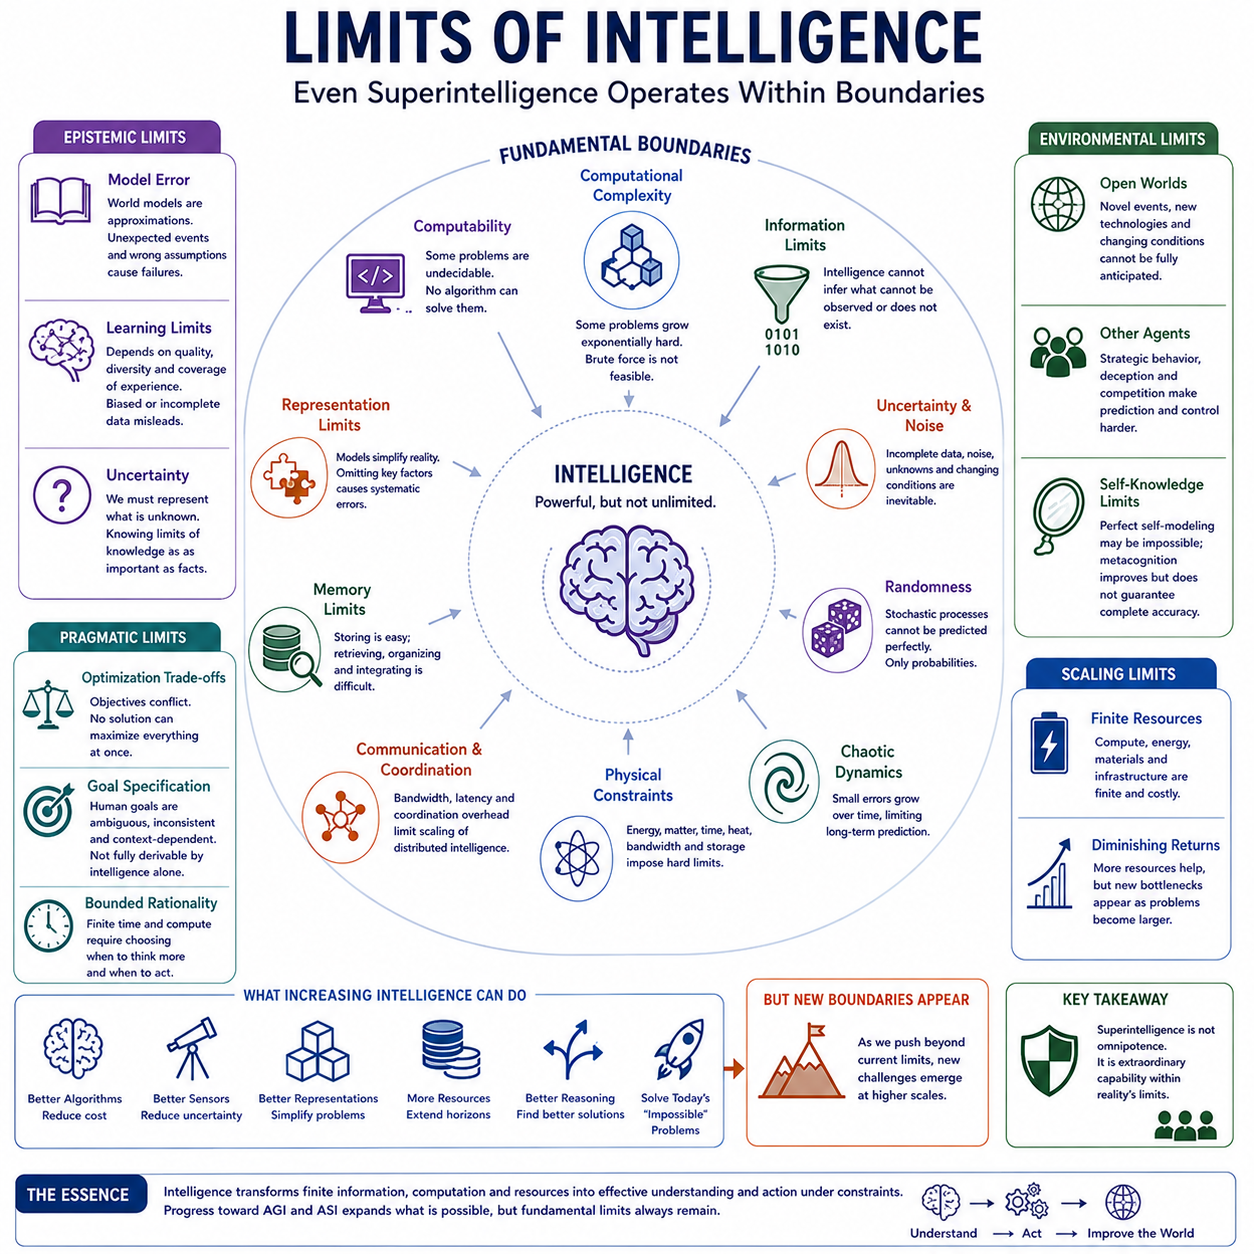 LIMITS OF INTELLIGENCE
Even Superintelligence Operates Within Boundaries
EPISTEMIC LIMITS
Model Error
World models are
approximations.
Unexpected events
and wrong assumptions
cause failures.
Learning Limits
Depends on quality,
diversity and coverage
of experience.
Biased or incomplete
data misleads.
Uncertainty
?
We must represent
what is unknown.
Knowing limits of
knowledge as as
important as facts.
PRAGMATIC LIMITS
Optimization Trade-offs
Objectives conflict.
No solution can
maximize everything
at once.
Goal Specification
Human goals are
ambiguous, inconsistent
and context-dependent.
Not fully derivable by
intelligence alone.
Bounded Rationality
Finite time and compute
require choosing
when to think more
and when to act.
FUNDAMENTAL BOUNDARIES
Computational
Complexity
Some problems grow
exponentially hard.
Brute force is not
feasible.
Computability
</>
Some problems are
undecidable.
No algorithm can
solve them.
Information
Limits
Intelligence cannot
infer what cannot be
observed or does not
exist.
0101
1010
Representation
Limits
Models simplify reality.
Omitting key factors
causes systematic
errors.
Uncertainty &
Noise
Incomplete data, noise,
unknowns and changing
conditions are
inevitable.
INTELLIGENCE
Powerful, but not unlimited.
Memory
Limits
Storing is easy;
retrieving, organizing
and integrating is
difficult.
Randomness
Stochastic processes
cannot be predicted
perfectly.
Only probabilities.
Communication &
Coordination
Bandwidth, latency and
coordination overhead
limit scaling of
distributed intelligence.
Physical
Constraints
Energy, matter, time, heat,
bandwidth and storage
impose hard limits.
Chaotic
Dynamics
Small errors grow
over time, limiting
long-term prediction.
ENVIRONMENTAL LIMITS
Open Worlds
Novel events, new
technologies and
changing conditions
cannot be fully
anticipated.
Other Agents
Strategic behavior,
deception and
competition make
prediction and control
harder.
Self-Knowledge
Limits
Perfect self-modeling
may be impossible;
metacognition
improves but does
not guarantee
complete accuracy.
SCALING LIMITS
Finite Resources
Compute, energy,
materials and
infrastructure are
finite and costly.
Diminishing Returns
More resources help,
but new bottlenecks
appear as problems
become larger.
WHAT INCREASING INTELLIGENCE CAN DO
Better Algorithms
Reduce cost
Better Sensors
Reduce uncertainty
Better Representations
Simplify problems
More Resources
Extend horizons
Better Reasoning
Find better solutions
Solve Today's
"Impossible"
Problems
BUT NEW BOUNDARIES APPEAR
As we push beyond
current limits, new
challenges emerge
at higher scales.
KEY TAKEAWAY
Superintelligence is not
omnipotence.
It is extraordinary
capability within
reality's limits.
THE ESSENCE
Intelligence transforms finite information, computation and resources into effective understanding and action under constraints.
Progress toward AGI and ASI expands what is possible, but fundamental limits always remain.
Understand → Act → Improve the World